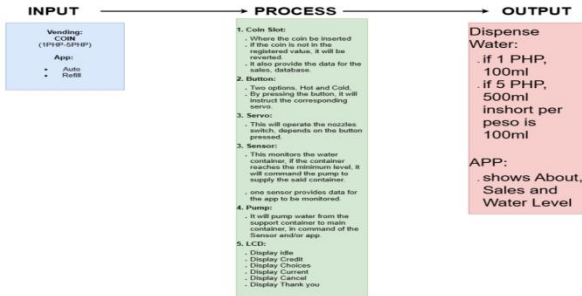 INPUT
PROCESS
OUTPUT
Vending:
COIN
(1PHP-5PHP)
App:
Auto
Refill
1. Coin Slot:
. Where the coin be inserted
. If the coin is not in the
registered value, it will be
reverted.
. It also provide the data for
the sales, database.
2. Button:
. Two options, Hot and Cold.
. By pressing the button, it will
instruct the corresponding
servo.
3. Servo:
. This will operate the nozzles
switch, depends on the button
pressed.
3. Sensor:
. This monitors the water
container, if the container
reaches the minimum level, it
will command the pump to
supply the said container.
. one sensor provides data for
the app to be monitored.
4. Pump:
. It will pump water from the
support container to main
container, in command of the
Sensor and/or app.
5. LCD:
. Display idle
. Display Credit
. Display Choices
. Display Current
. Display Cancel
. Display Thank you
Dispense
Water:
. if 1 PHP,
100ml
. if 5 PHP,
500ml
inshort per
peso is
100ml
APP:
. shows About,
Sales and
Water Level